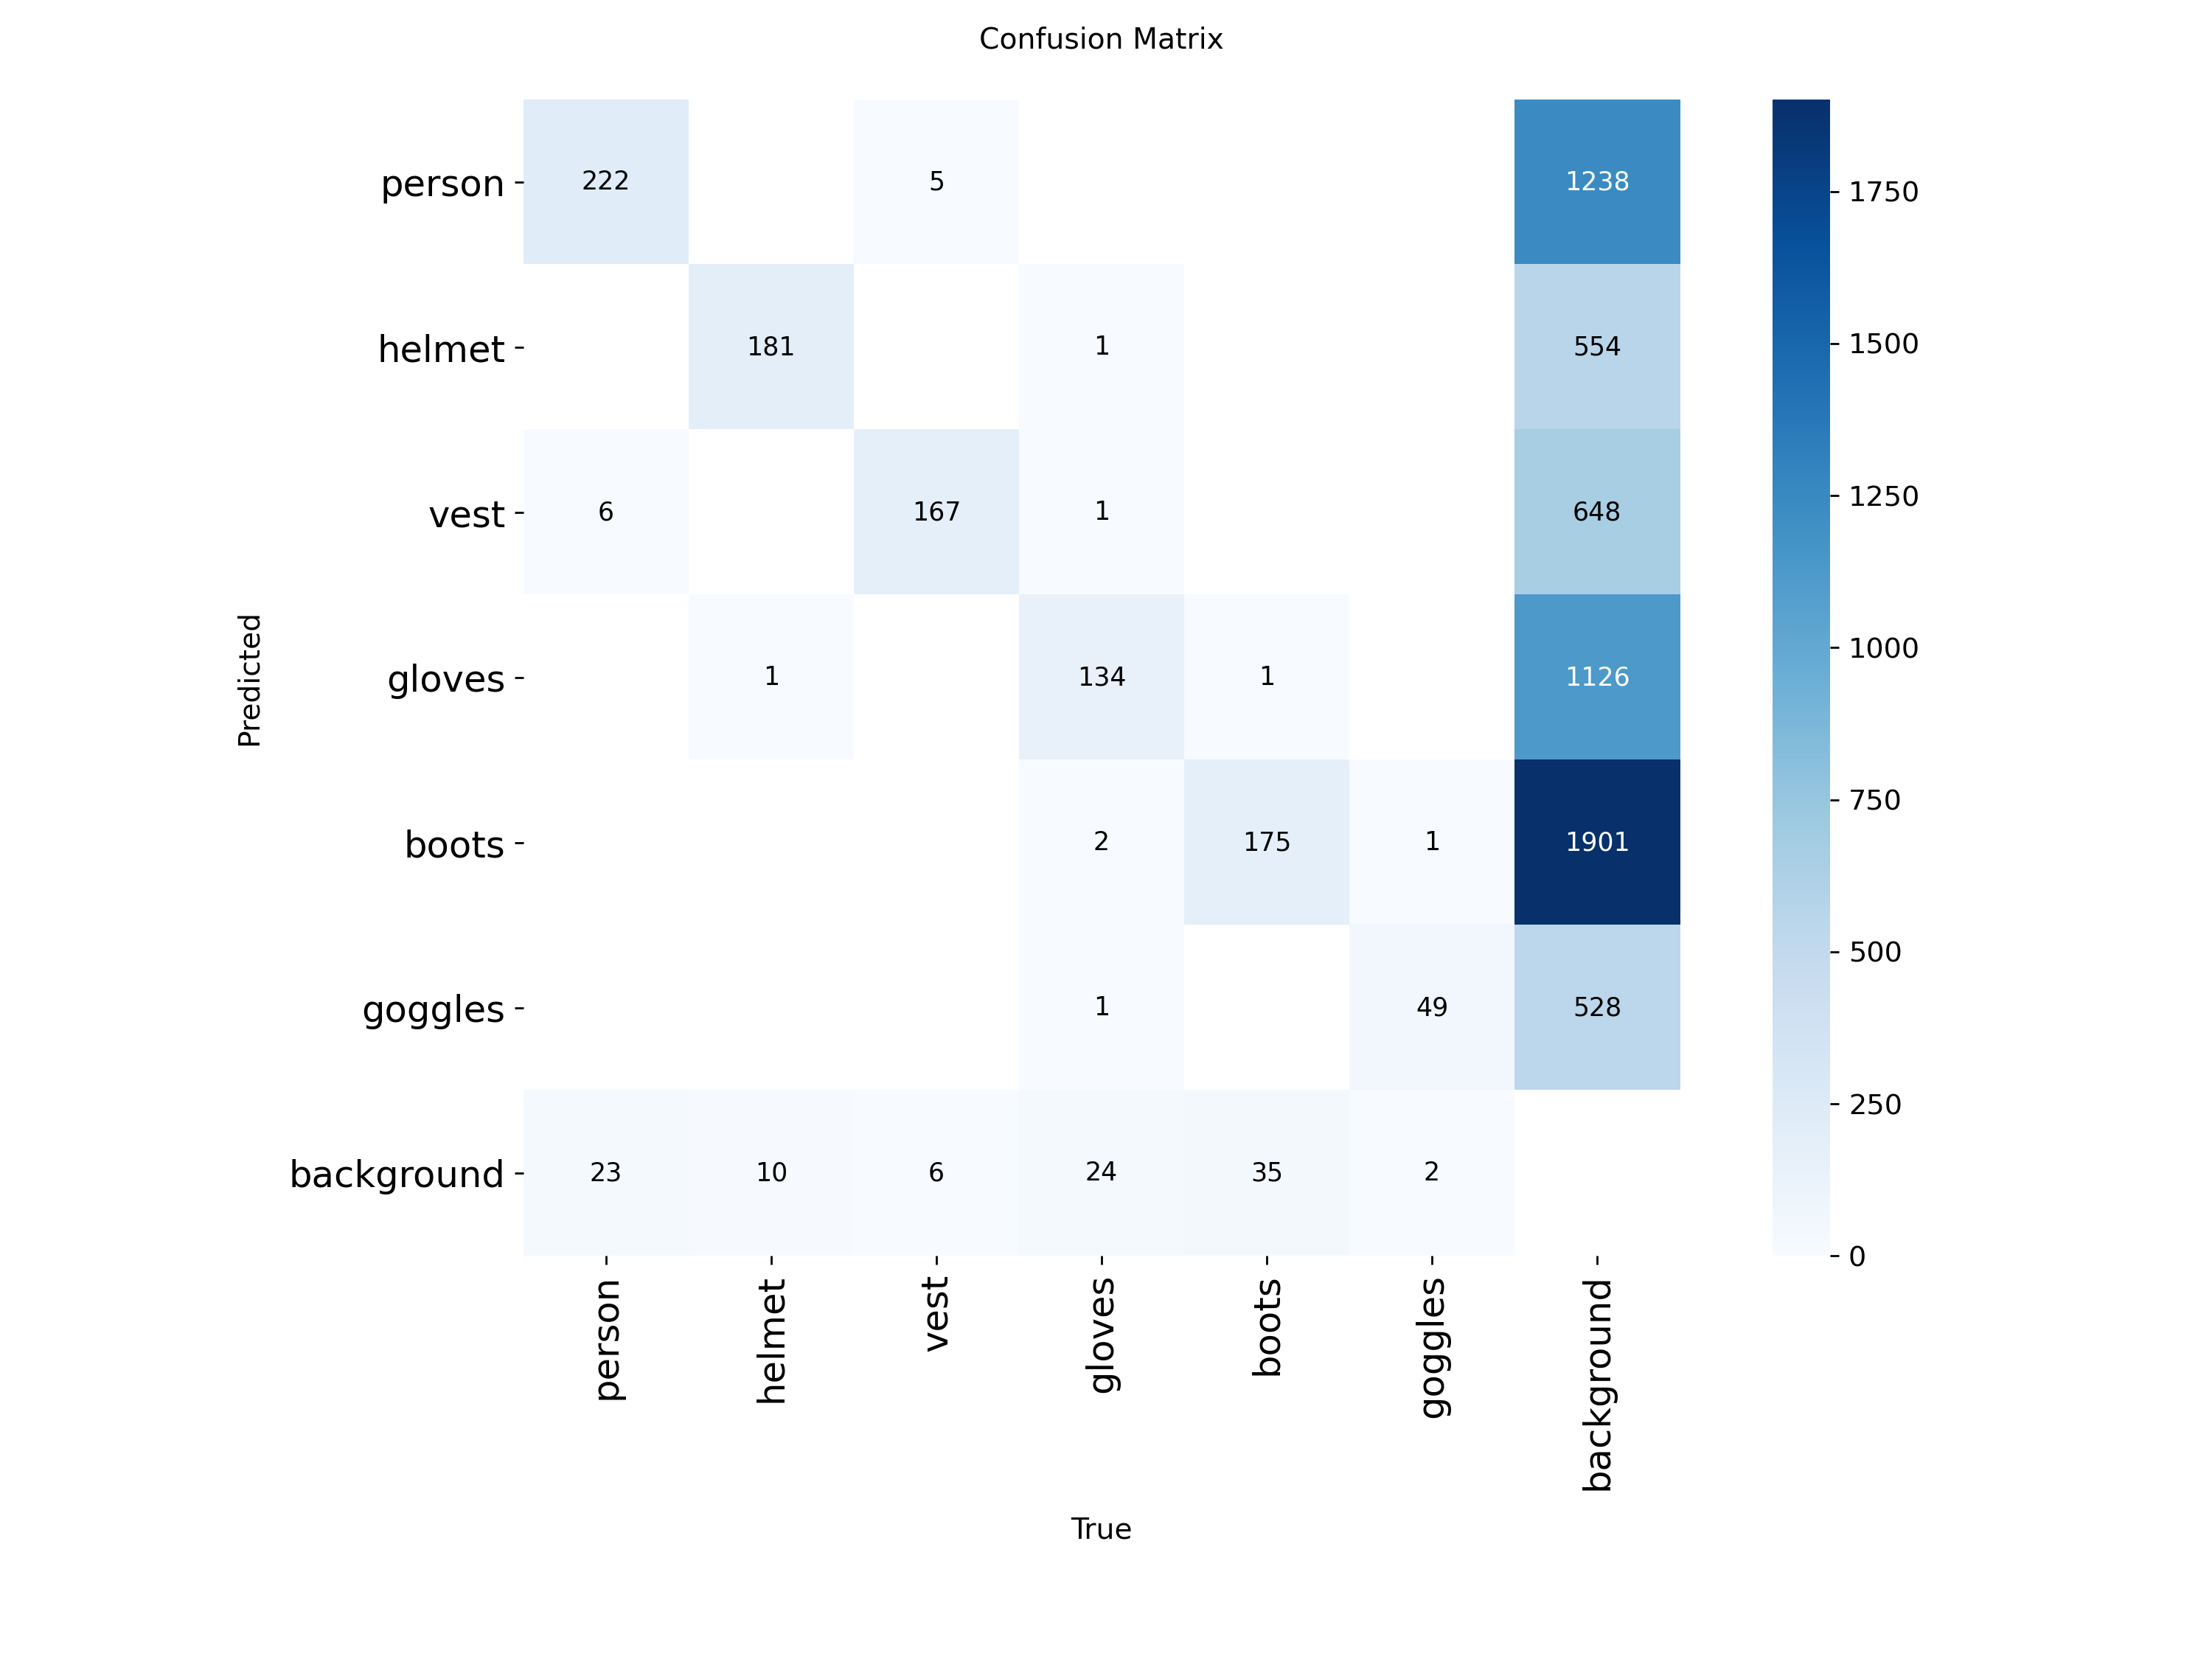 Confusion Matrix
person 222 5 1238
helmet 181 1 554
vest 6 167 1 648
gloves 1 134 1 1126
boots 2 175 1 1901
goggles 1 49 528
background 23 10 6 24 35 2
Predicted
person helmet vest gloves boots goggles background
True
1750
1500
1250
1000
750
500
250
0